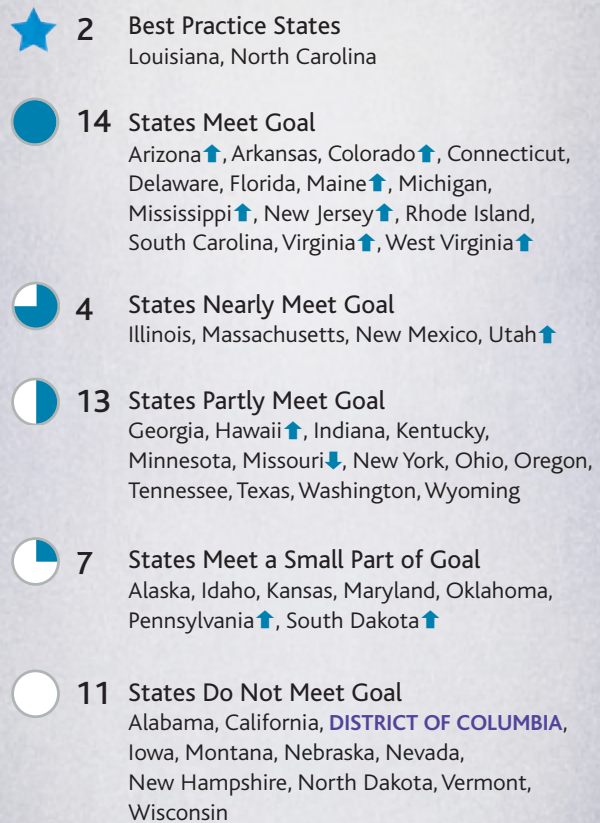 2 Best Practice States
Louisiana, North Carolina
14 States Meet Goal
Arizona⬆, Arkansas, Colorado⬆, Connecticut,
Delaware, Florida, Maine⬆, Michigan,
Mississippi⬆, New Jersey⬆, Rhode Island,
South Carolina, Virginia⬆, West Virginia⬆
4 States Nearly Meet Goal
Illinois, Massachusetts, New Mexico, Utah⬆
13 States Partly Meet Goal
Georgia, Hawaii⬆, Indiana, Kentucky,
Minnesota, Missouri⬇, New York, Ohio, Oregon,
Tennessee, Texas, Washington, Wyoming
7 States Meet a Small Part of Goal
Alaska, Idaho, Kansas, Maryland, Oklahoma,
Pennsylvania⬆, South Dakota⬆
11 States Do Not Meet Goal
Alabama, California, DISTRICT OF COLUMBIA,
Iowa, Montana, Nebraska, Nevada,
New Hampshire, North Dakota, Vermont,
Wisconsin